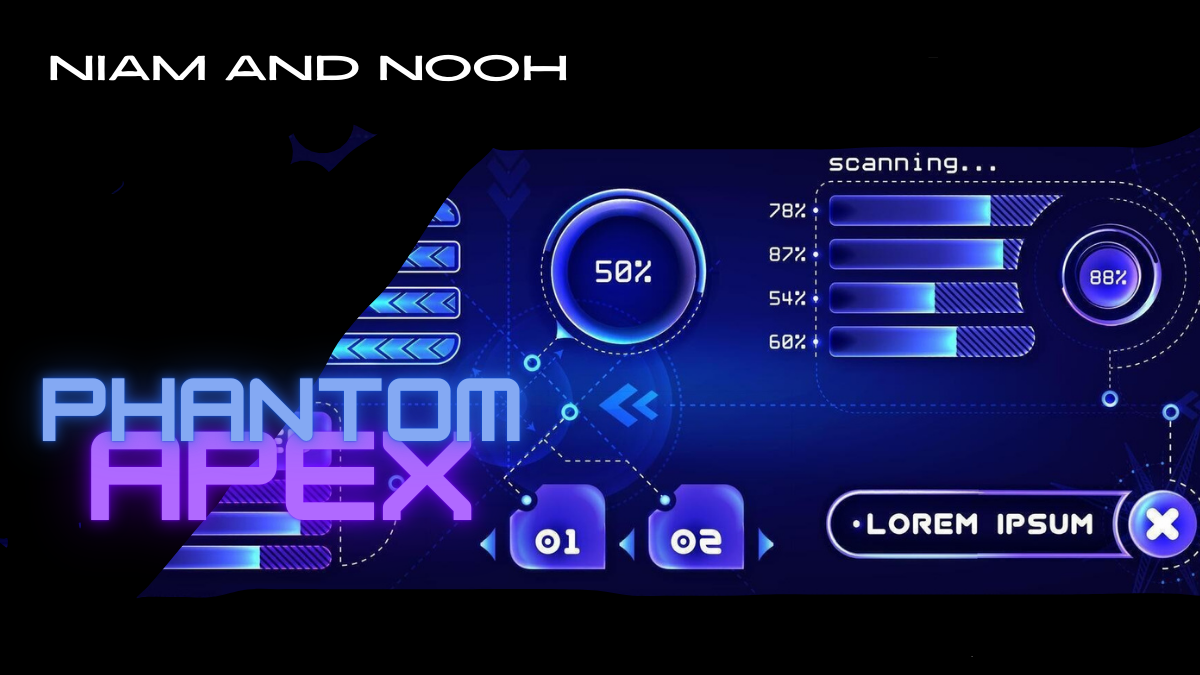 NIAM AND NOOH
scanning...
78%
87%
54%
60%
50%
88%
PHANTOM
APEX
01
02
LOREM IPSUM